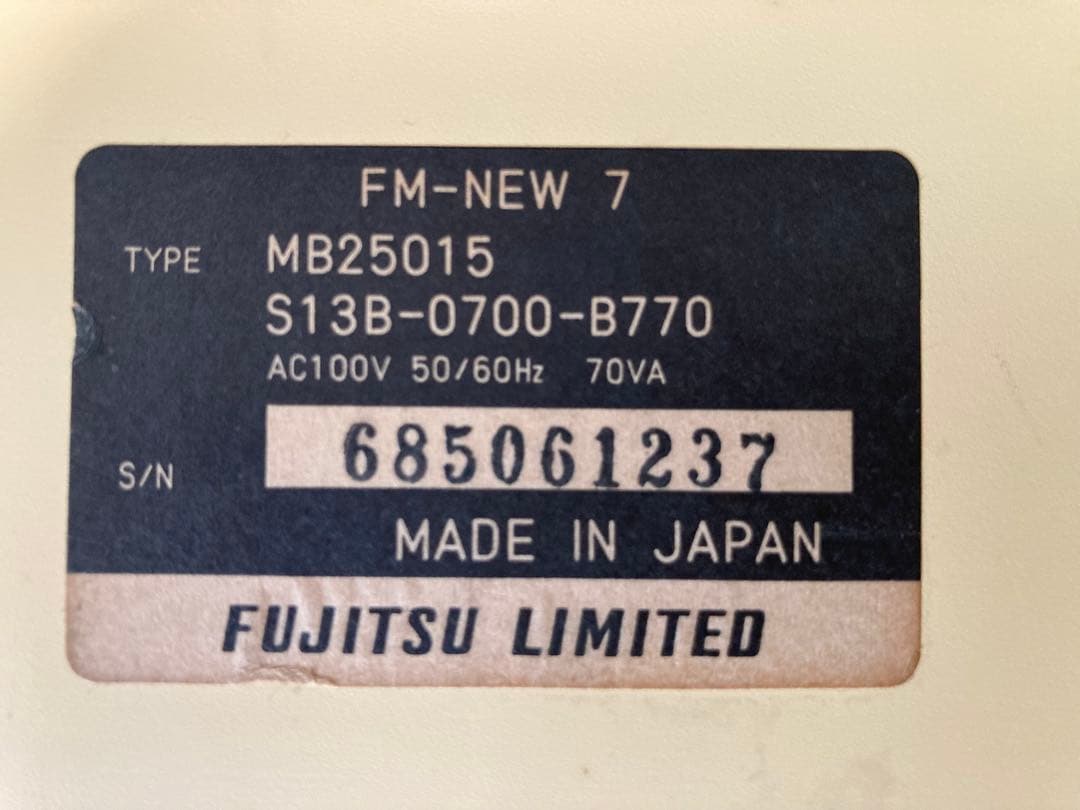 FM-NEW 7
TYPE MB25015
S13B-0700-B770
AC100V 50/60Hz 70VA
S/N 685061237
MADE IN JAPAN
FUJITSU LIMITED